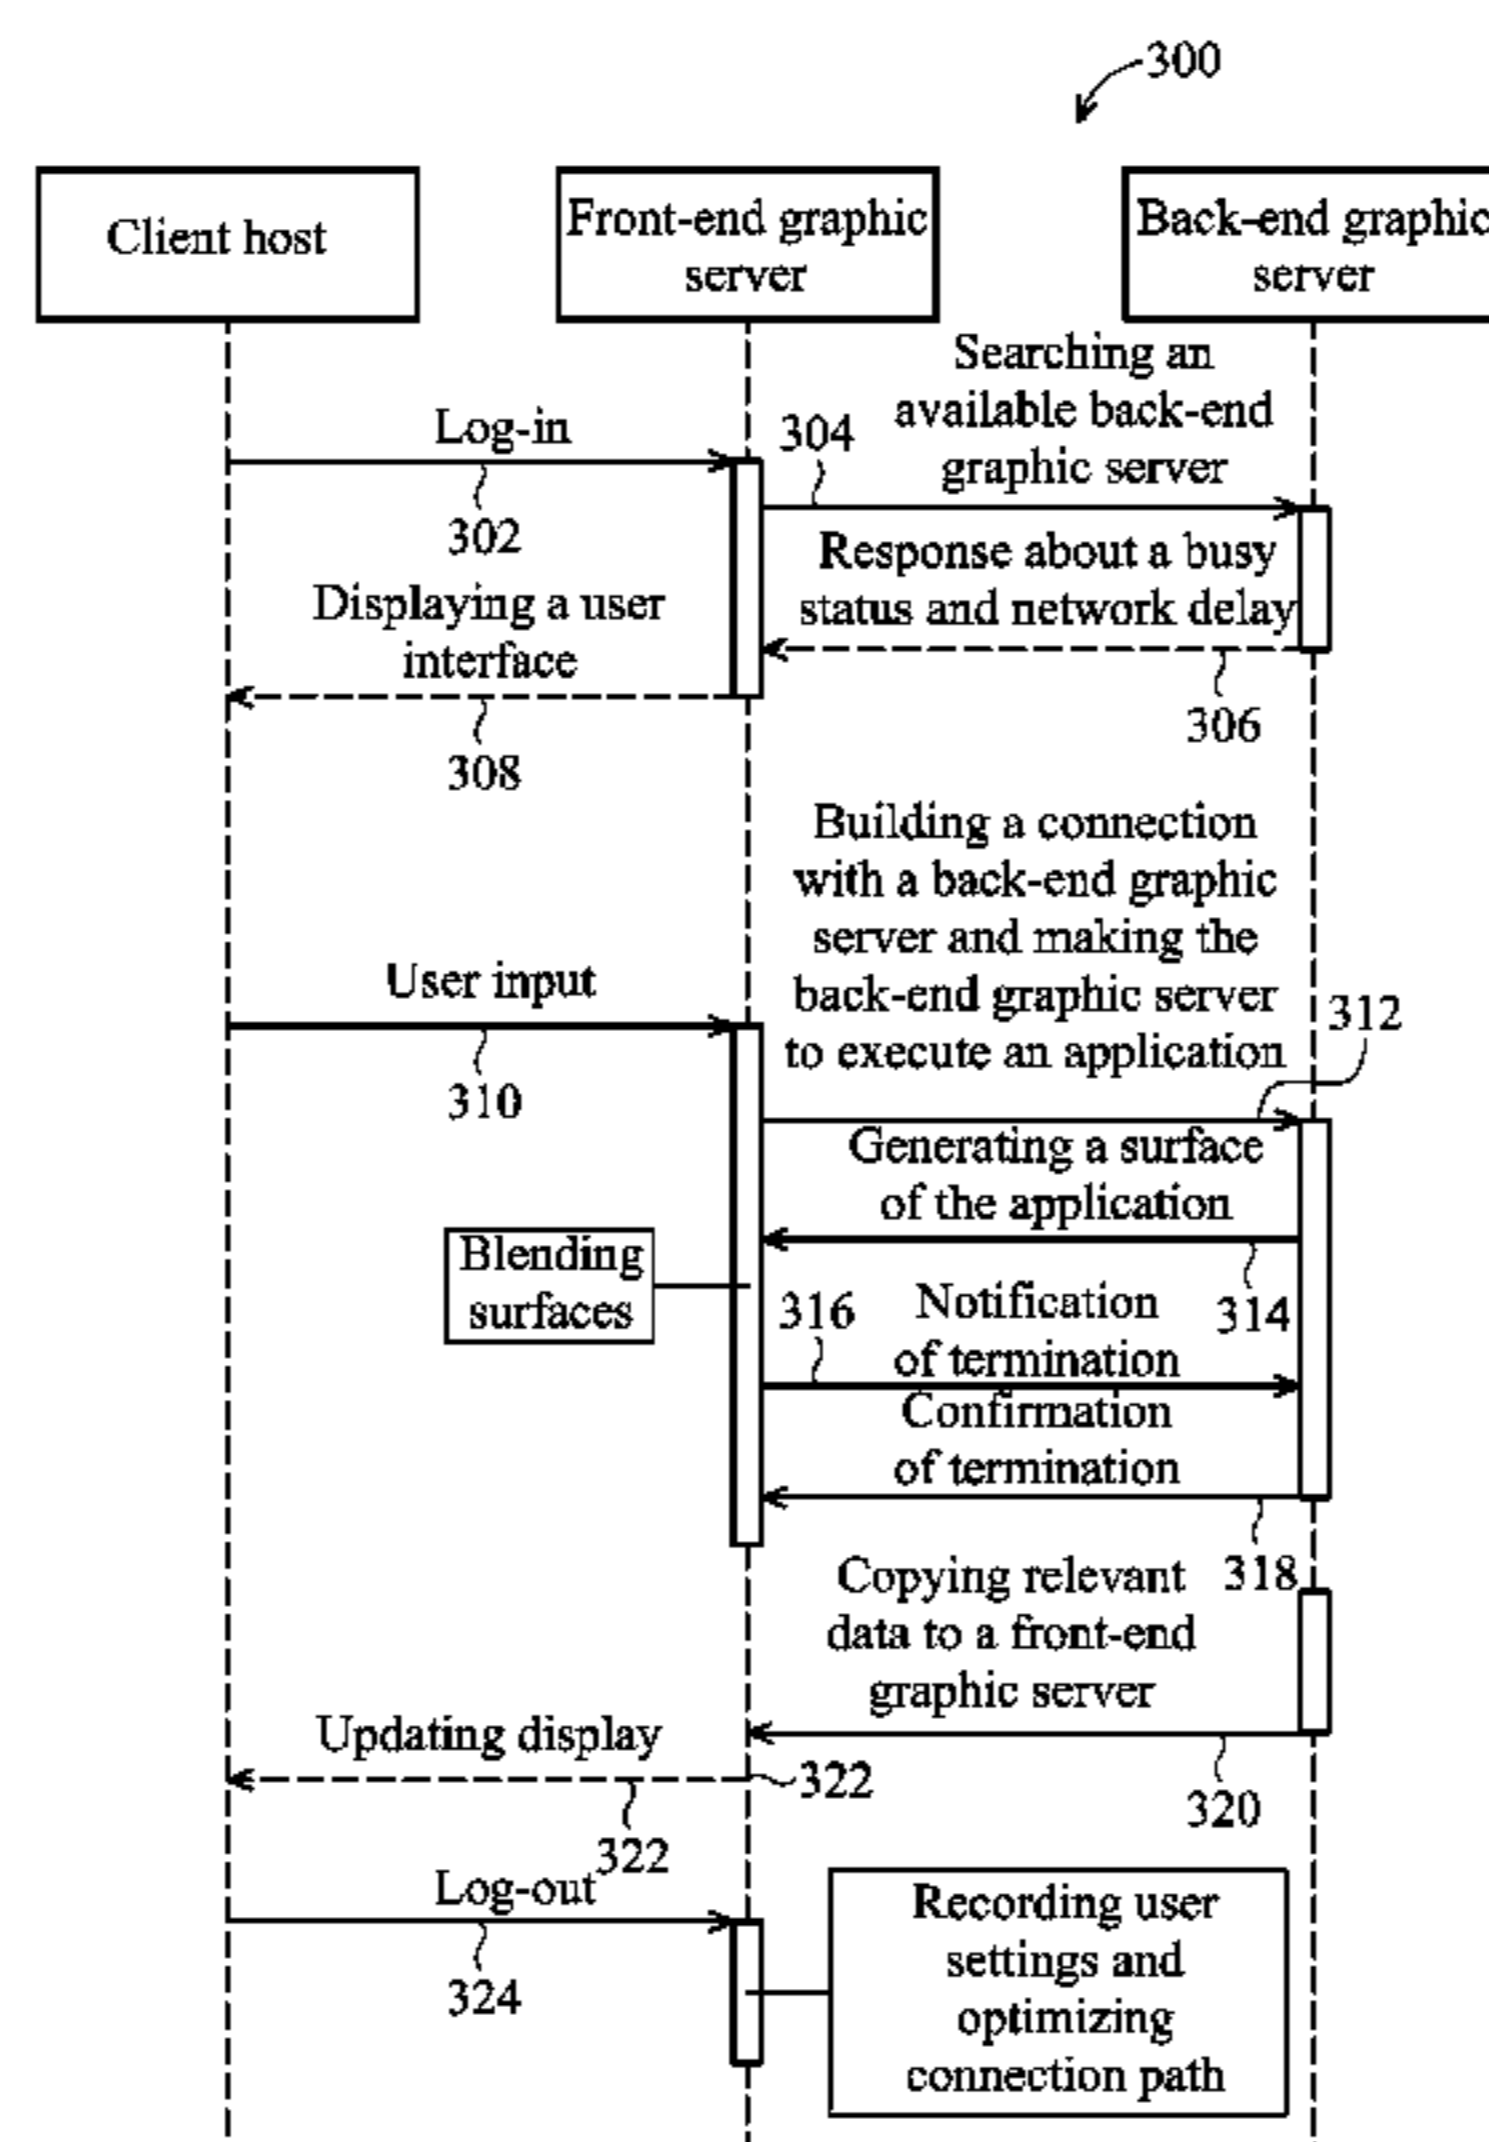 300
Client host
Front-end graphic
server
Back-end graphic
server
Searching an
available back-end
graphic server
Log-in
304
302
Response about a busy
status and network delay
Displaying a user
interface
306
308
Building a connection
with a back-end graphic
server and making the
back-end graphic server
to execute an application
User input
312
310
Generating a surface
of the application
Blending
surfaces
314
316
Notification
of termination
Confirmation
of termination
318
Copying relevant
data to a front-end
graphic server
Updating display
322
320
322
Log-out
324
Recording user
settings and
optimizing
connection path